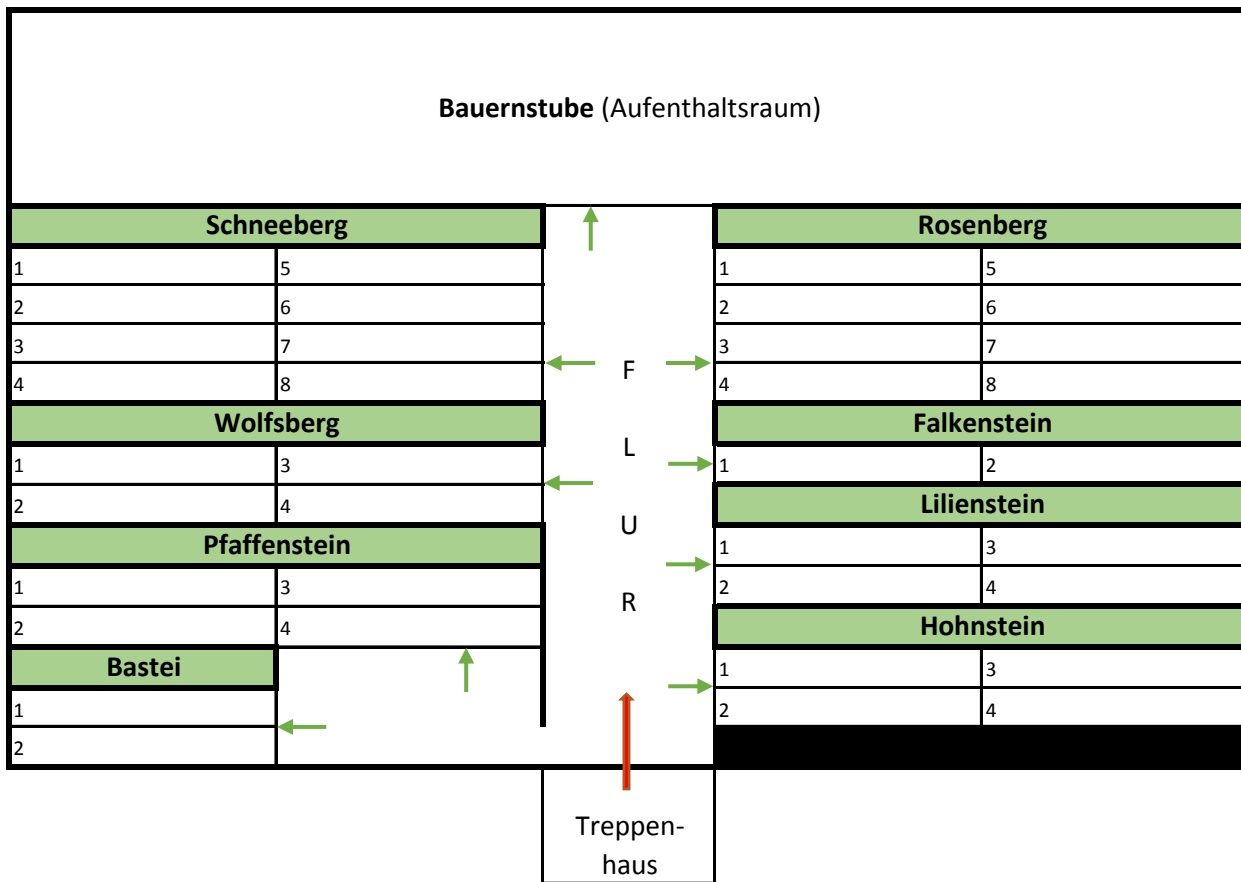 Bauernstube (Aufenthaltsraum)
Schneeberg
1 5
2 6
3 7
4 8
Wolfsberg
1 3
2 4
Pfaffenstein
1 3
2 4
Bastei
1
2
F
L
U
R
Rosenberg
1 5
2 6
3 7
4 8
Falkenstein
1 2
Lilienstein
1 3
2 4
Hohnstein
1 3
2 4
Treppen-
haus